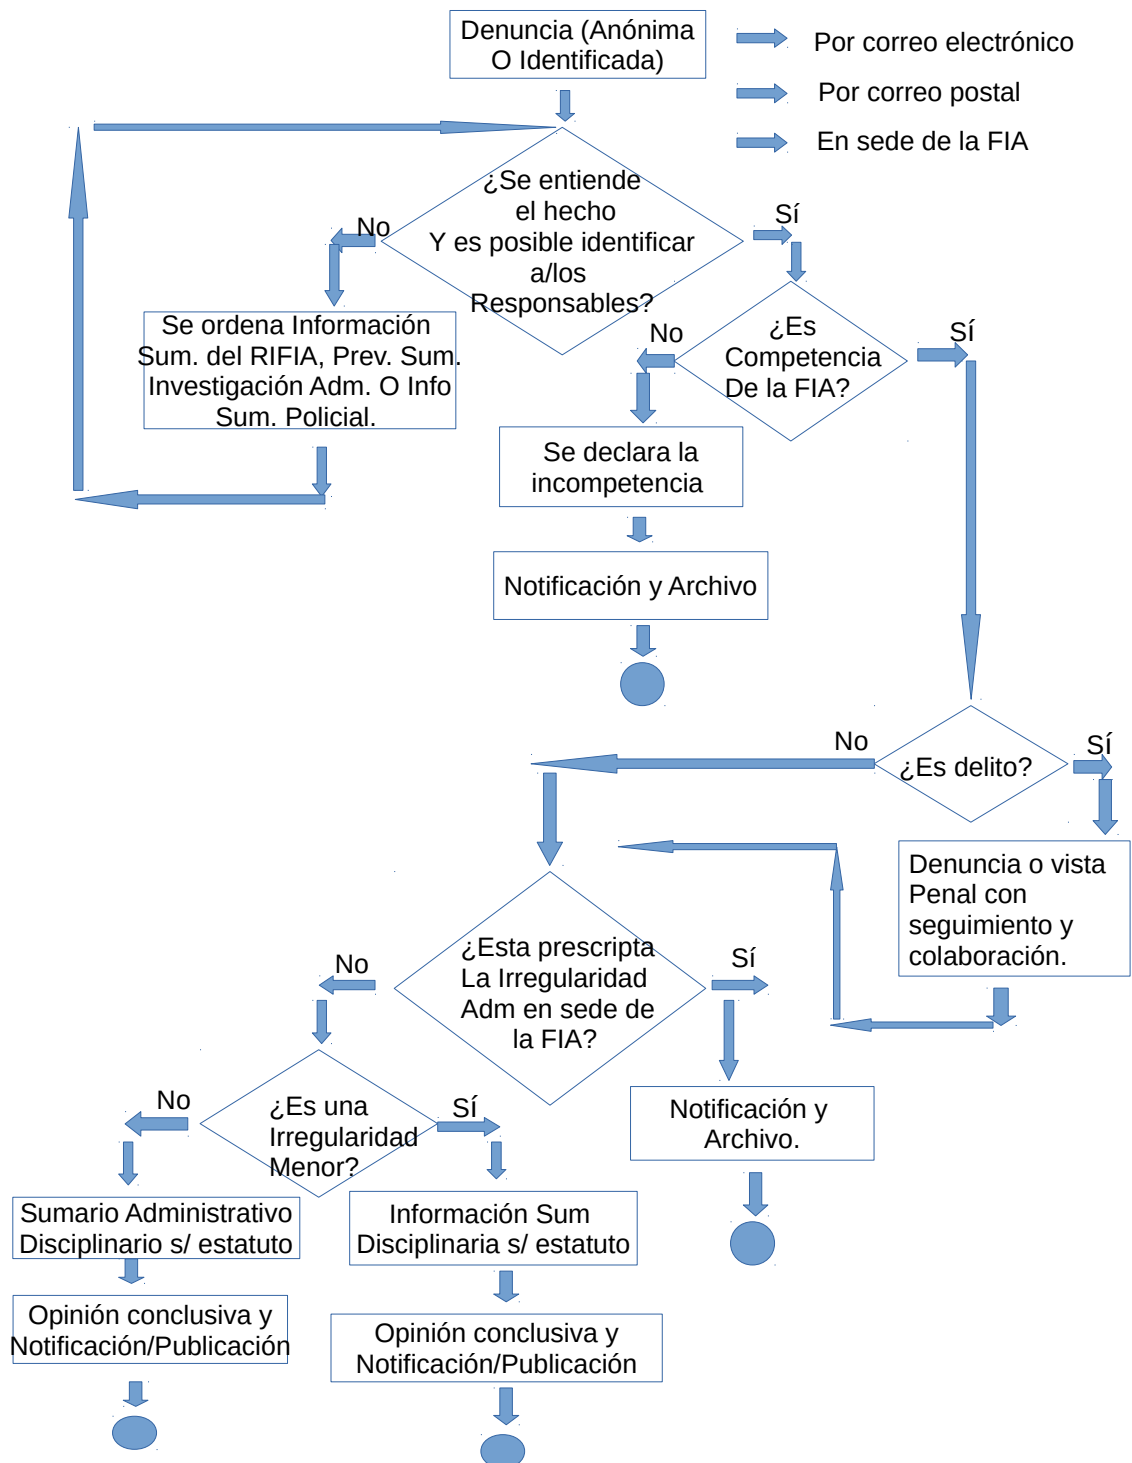 Denuncia (Anónima
O Identificada)
Por correo electrónico
Por correo postal
En sede de la FIA
¿Se entiende
el hecho
Y es posible identificar
a/los
Responsables?
No
Sí
Se ordena Información
Sum. del RIFIA, Prev. Sum.
Investigación Adm. O Info
Sum. Policial.
¿Es
Competencia
De la FIA?
No
Sí
Se declara la
incompetencia
Notificación y Archivo
¿Es delito?
No
Sí
Denuncia o vista
Penal con
seguimiento y
colaboración.
¿Esta prescripta
La Irregularidad
Adm en sede de
la FIA?
No
Sí
Notificación y
Archivo.
¿Es una
Irregularidad
Menor?
No
Sí
Sumario Administrativo
Disciplinario s/ estatuto
Información Sum
Disciplinaria s/ estatuto
Opinión conclusiva y
Notificación/Publicación
Opinión conclusiva y
Notificación/Publicación